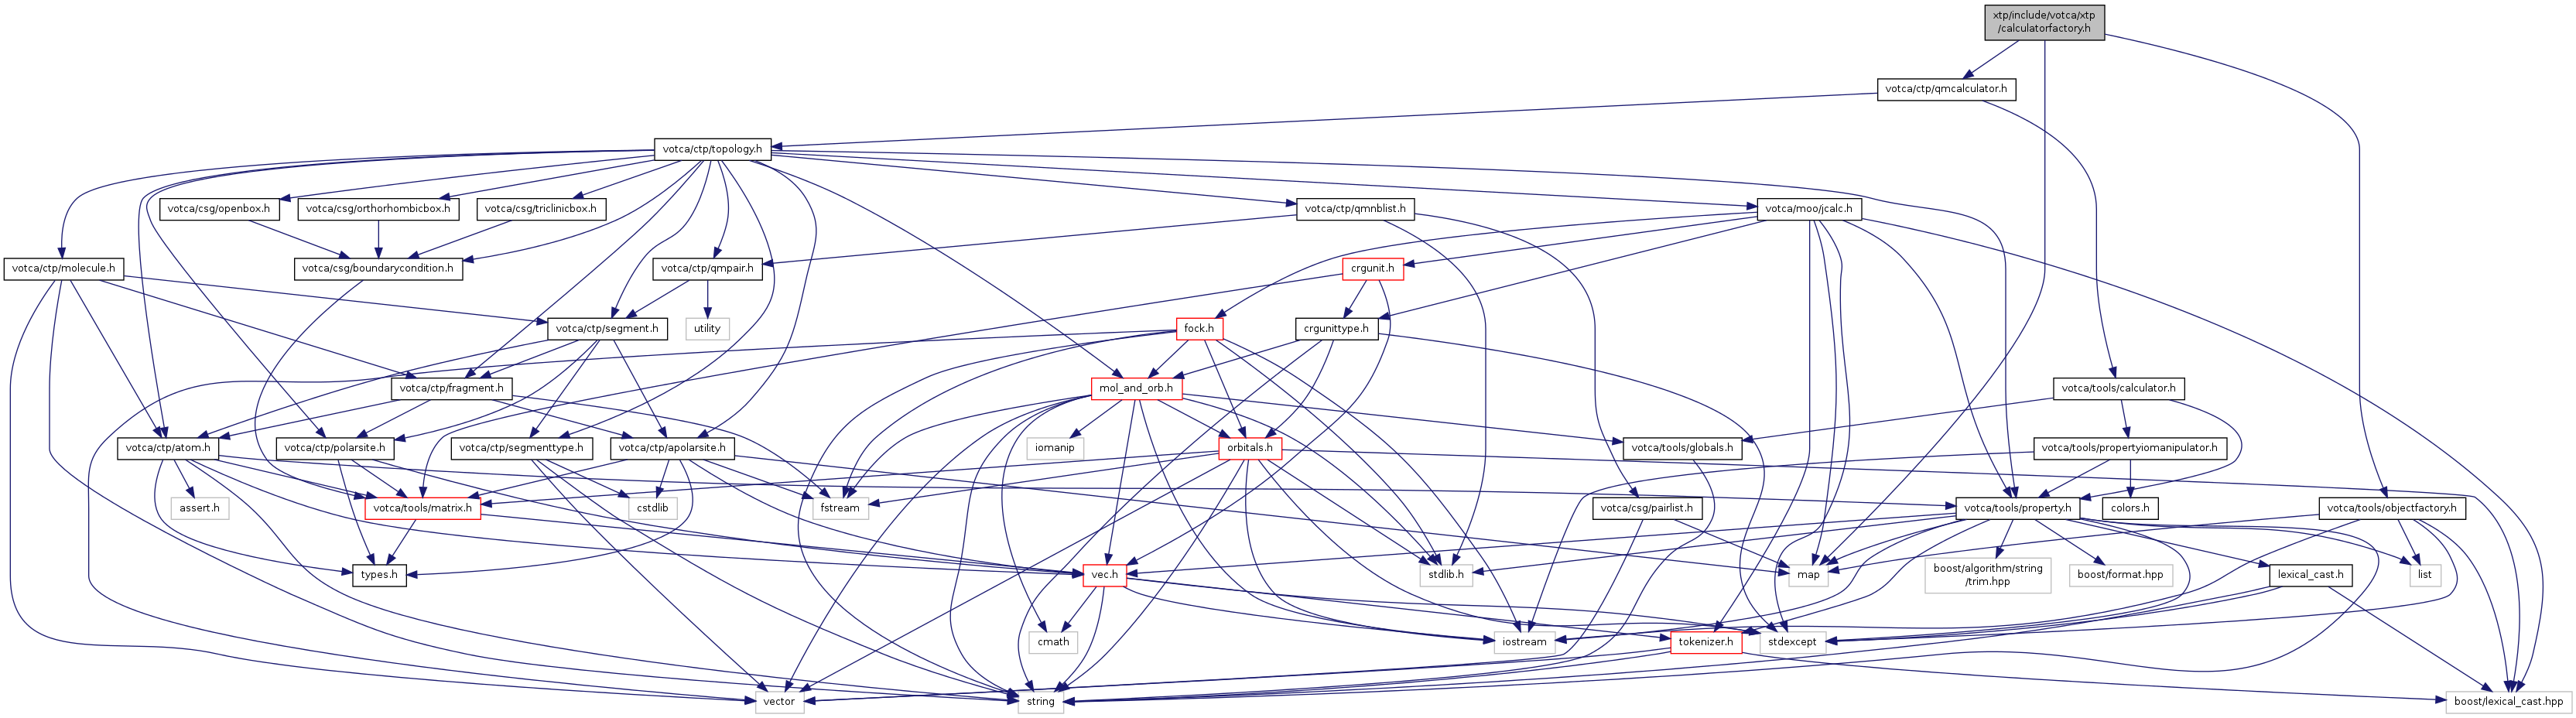 xtp/include/votca/xtp
/calculatorfactory.h
votca/ctp/qmcalculator.h
votca/ctp/topology.h
votca/csg/openbox.h
votca/csg/orthorhombicbox.h
votca/csg/triclinicbox.h
votca/ctp/qmnblist.h
votca/moo/jcalc.h
votca/ctp/molecule.h
votca/csg/boundarycondition.h
votca/ctp/qmpair.h
crgunit.h
votca/ctp/segment.h
utility
fock.h
crgunittype.h
votca/ctp/fragment.h
mol_and_orb.h
votca/tools/calculator.h
votca/ctp/atom.h
votca/ctp/polarsite.h
votca/ctp/segmenttype.h
votca/ctp/apolarsite.h
iomanip
orbitals.h
votca/tools/globals.h
votca/tools/propertyiomanipulator.h
assert.h
votca/tools/matrix.h
cstdlib
fstream
votca/csg/pairlist.h
votca/tools/property.h
colors.h
votca/tools/objectfactory.h
types.h
vec.h
stdlib.h
map
boost/algorithm/string
/trim.hpp
boost/format.hpp
lexical_cast.h
list
cmath
iostream
tokenizer.h
stdexcept
vector
string
boost/lexical_cast.hpp